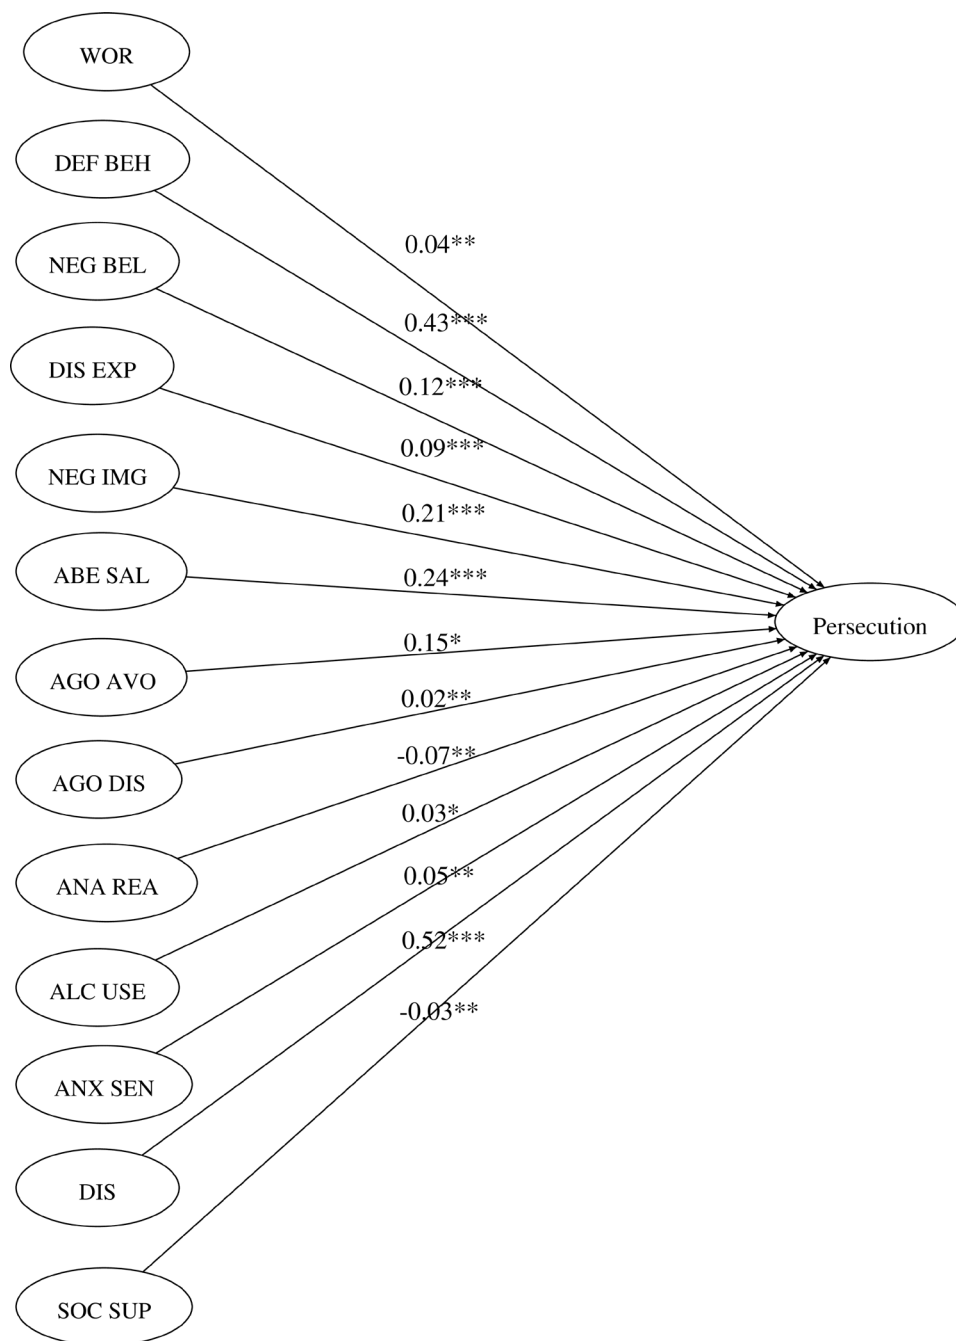 WOR
DEF BEH
NEG BEL
DIS EXP
NEG IMG
ABE SAL
AGO AVO
AGO DIS
ANA REA
ALC USE
ANX SEN
DIS
SOC SUP
0.04**
0.43***
0.12***
0.09***
0.21***
0.24***
0.15*
0.02**
-0.07**
0.03*
0.05**
0.52***
-0.03**
Persecution